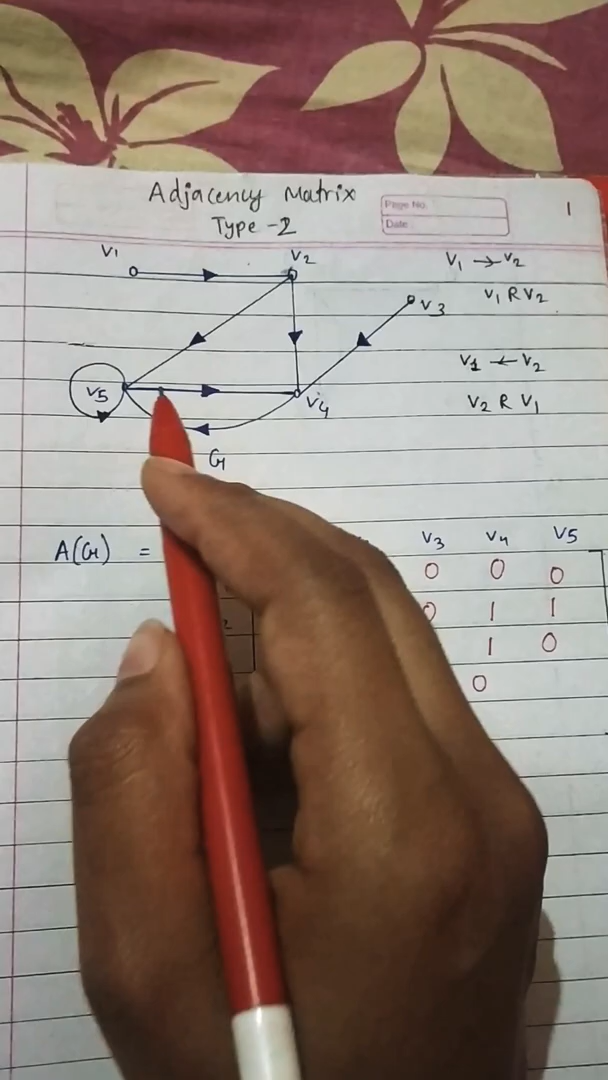 Adjacency Matrix
Type -2
Page No.
Date
1
V1
V2
V3
V5
V4
G
V1 → V2
V1 R V2
V1 ← V2
V2 R V1
A(G) =
V3 V4 V5
0 0 0
0 1 1
1 0
0